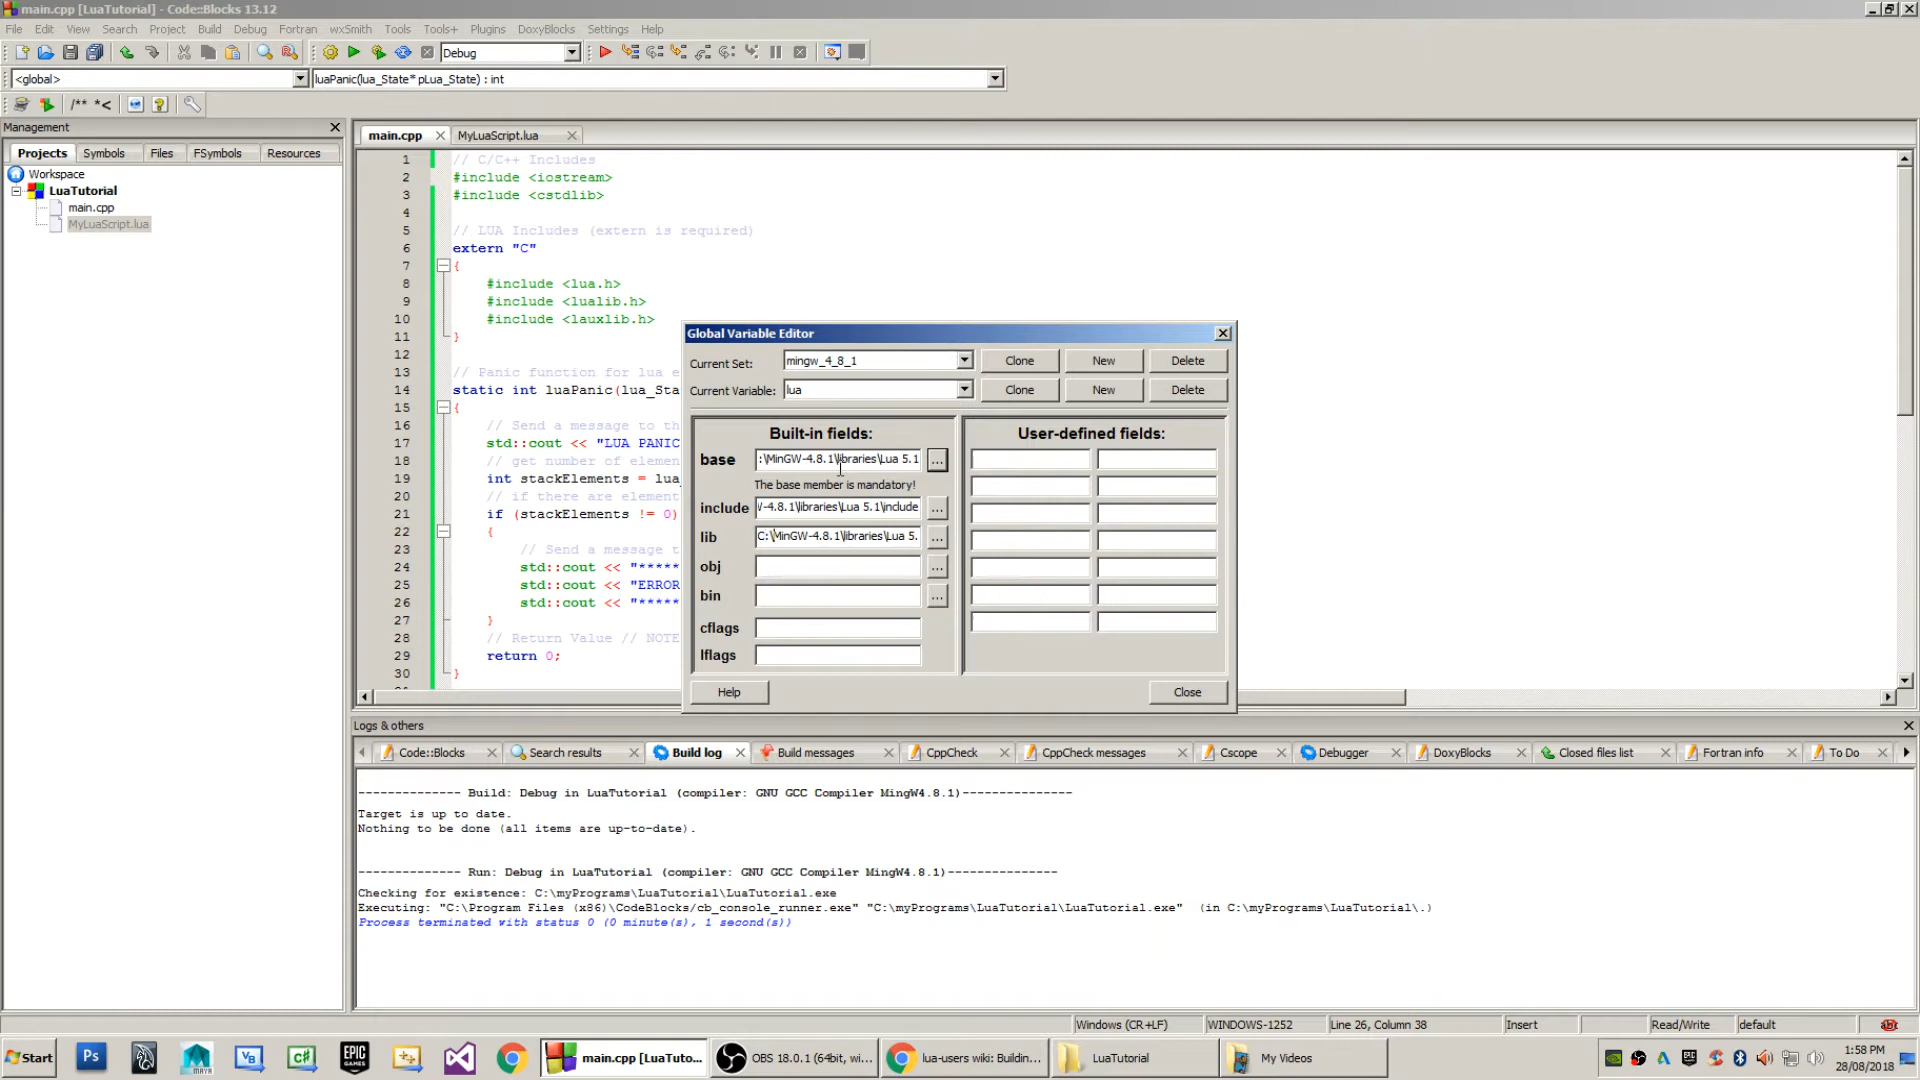 main.cpp [LuaTutorial] - Code::Blocks 13.12
File Edit View Search Project Build Debug Fortran wxSmith Tools Tools+ Plugins DoxyBlocks Settings Help
Debug
<global>
luaPanic(lua_State* pLua_State) : int
/** *<
Management
Projects Symbols Files FSymbols Resources
Workspace
LuaTutorial
main.cpp
MyLuaScript.lua
main.cpp MyLuaScript.lua
1 // C/C++ Includes
2 #include <iostream>
3 #include <cstdlib>
4
5 // LUA Includes (extern is required)
6 extern "C"
7 {
8 #include <lua.h>
9 #include <lualib.h>
10 #include <lauxlib.h>
11 }
12
13 // Panic function for lua e
14 static int luaPanic(lua_Sta
15 {
16 // Send a message to th
17 std::cout << "LUA PANIC
18 // get number of elemen
19 int stackElements = lua_
20 // if there are element
21 if (stackElements != 0)
22 {
23 // Send a message t
24 std::cout << "*****
25 std::cout << "ERROR
26 std::cout << "*****
27 }
28 // Return Value // NOTE
29 return 0;
30 }
Global Variable Editor
Current Set: mingw_4_8_1 Clone New Delete
Current Variable: lua Clone New Delete
Built-in fields:
User-defined fields:
base :\MinGW-4.8.1\libraries\Lua 5.1 ...
The base member is mandatory!
include -4.8.1\libraries\Lua 5.1\include ...
lib C:\MinGW-4.8.1\libraries\Lua 5. ...
obj ...
bin ...
cflags
lflags
Help Close
Logs & others
Code::Blocks Search results Build log Build messages CppCheck CppCheck messages Cscope Debugger DoxyBlocks Closed files list Fortran info To Do
-------------- Build: Debug in LuaTutorial (compiler: GNU GCC Compiler MingW4.8.1)---------------
Target is up to date.
Nothing to be done (all items are up-to-date).
-------------- Run: Debug in LuaTutorial (compiler: GNU GCC Compiler MingW4.8.1)---------------
Checking for existence: C:\myPrograms\LuaTutorial\LuaTutorial.exe
Executing: "C:\Program Files (x86)\CodeBlocks/cb_console_runner.exe" "C:\myPrograms\LuaTutorial\LuaTutorial.exe" (in C:\myPrograms\LuaTutorial\.)
Process terminated with status 0 (0 minute(s), 1 second(s))
Windows (CR+LF) WINDOWS-1252 Line 26, Column 38 Insert Read/Write default
Start Ps MAYA VB C# EPIC GAMES main.cpp [LuaTuto... OBS 18.0.1 (64bit, wi... lua-users wiki: Buildin... LuaTutorial My Videos
1:58 PM
28/08/2018